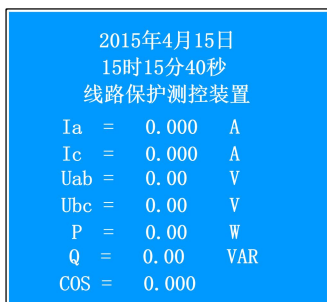 2015年4月15日
15时15分40秒
线路保护测控装置
Ia = 0.000 A
Ic = 0.000 A
Uab = 0.00 V
Ubc = 0.00 V
P = 0.00 W
Q = 0.00 VAR
COS = 0.000